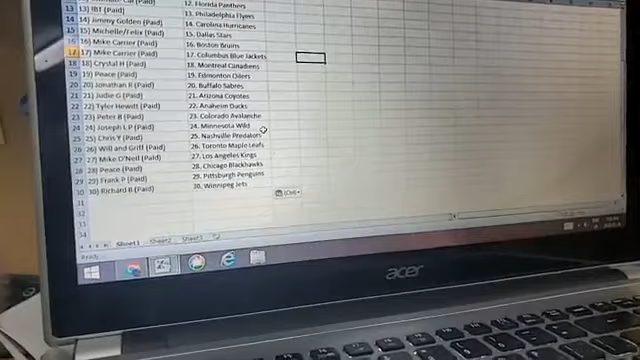 12. Florida Panthers
13 13) IBT (Paid) 13. Philadelphia Flyers
14 14) Jimmy Golden (Paid) 14. Carolina Hurricanes
15 15) Michelle/Felix (Paid) 15. Dallas Stars
16 16) Mike Carrier (Paid) 16. Boston Bruins
17 17) Mike Carrier (Paid) 17. Columbus Blue Jackets
18 18) Crystal H (Paid) 18. Montreal Canadiens
19 19) Peace (Paid) 19. Edmonton Oilers
20 20) Jonathan K (Paid) 20. Buffalo Sabres
21 21) Judie G (Paid) 21. Arizona Coyotes
22 22) Tyler Hewitt (Paid) 22. Anaheim Ducks
23 23) Peter B (Paid) 23. Colorado Avalanche
24 24) Joseph L P (Paid) 24. Minnesota Wild
25 25) Chris Y (Paid) 25. Nashville Predators
26 26) Will and Griff (Paid) 26. Toronto Maple Leafs
27 27) Mike O'Neil (Paid) 27. Los Angeles Kings
28 28) Peace (Paid) 28. Chicago Blackhawks
29 29) Frank P (Paid) 29. Pittsburgh Penguins
30 30) Richard B (Paid) 30. Winnipeg Jets
31 (Ctrl)
32
33
34
Sheet1 Sheet2 Sheet3
Ready
acer